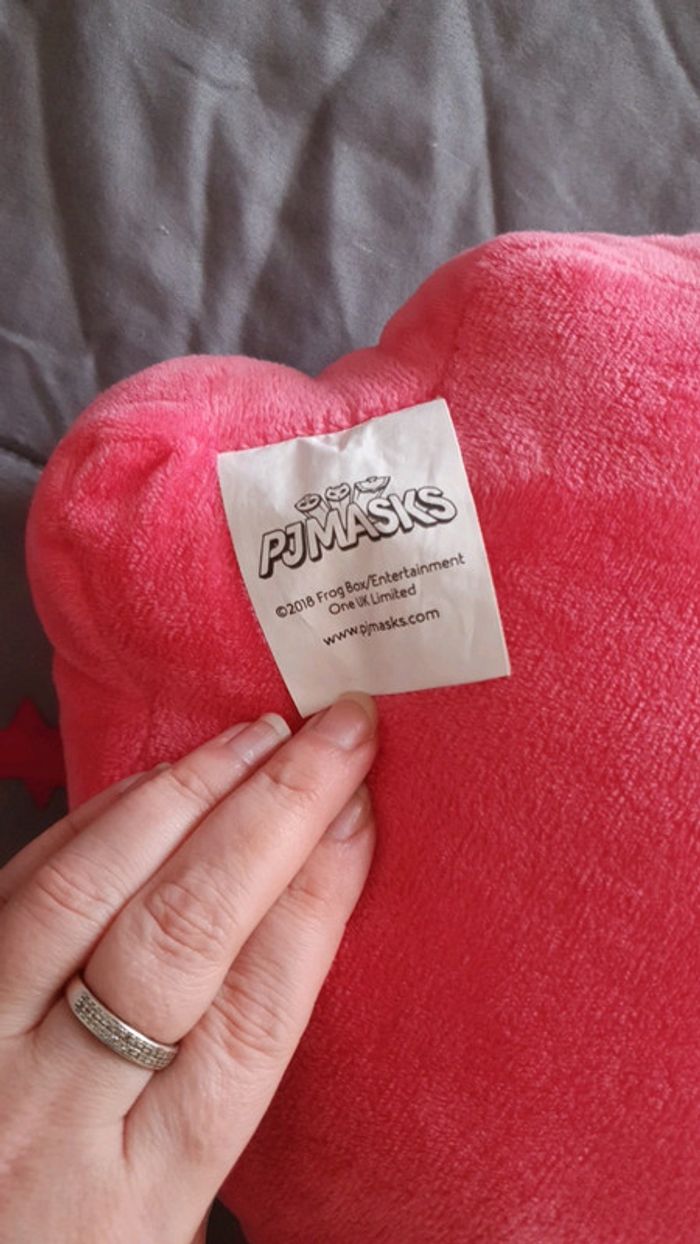 PJMASKS
©2018 Frog Box/Entertainment
One UK Limited
www.pjmasks.com